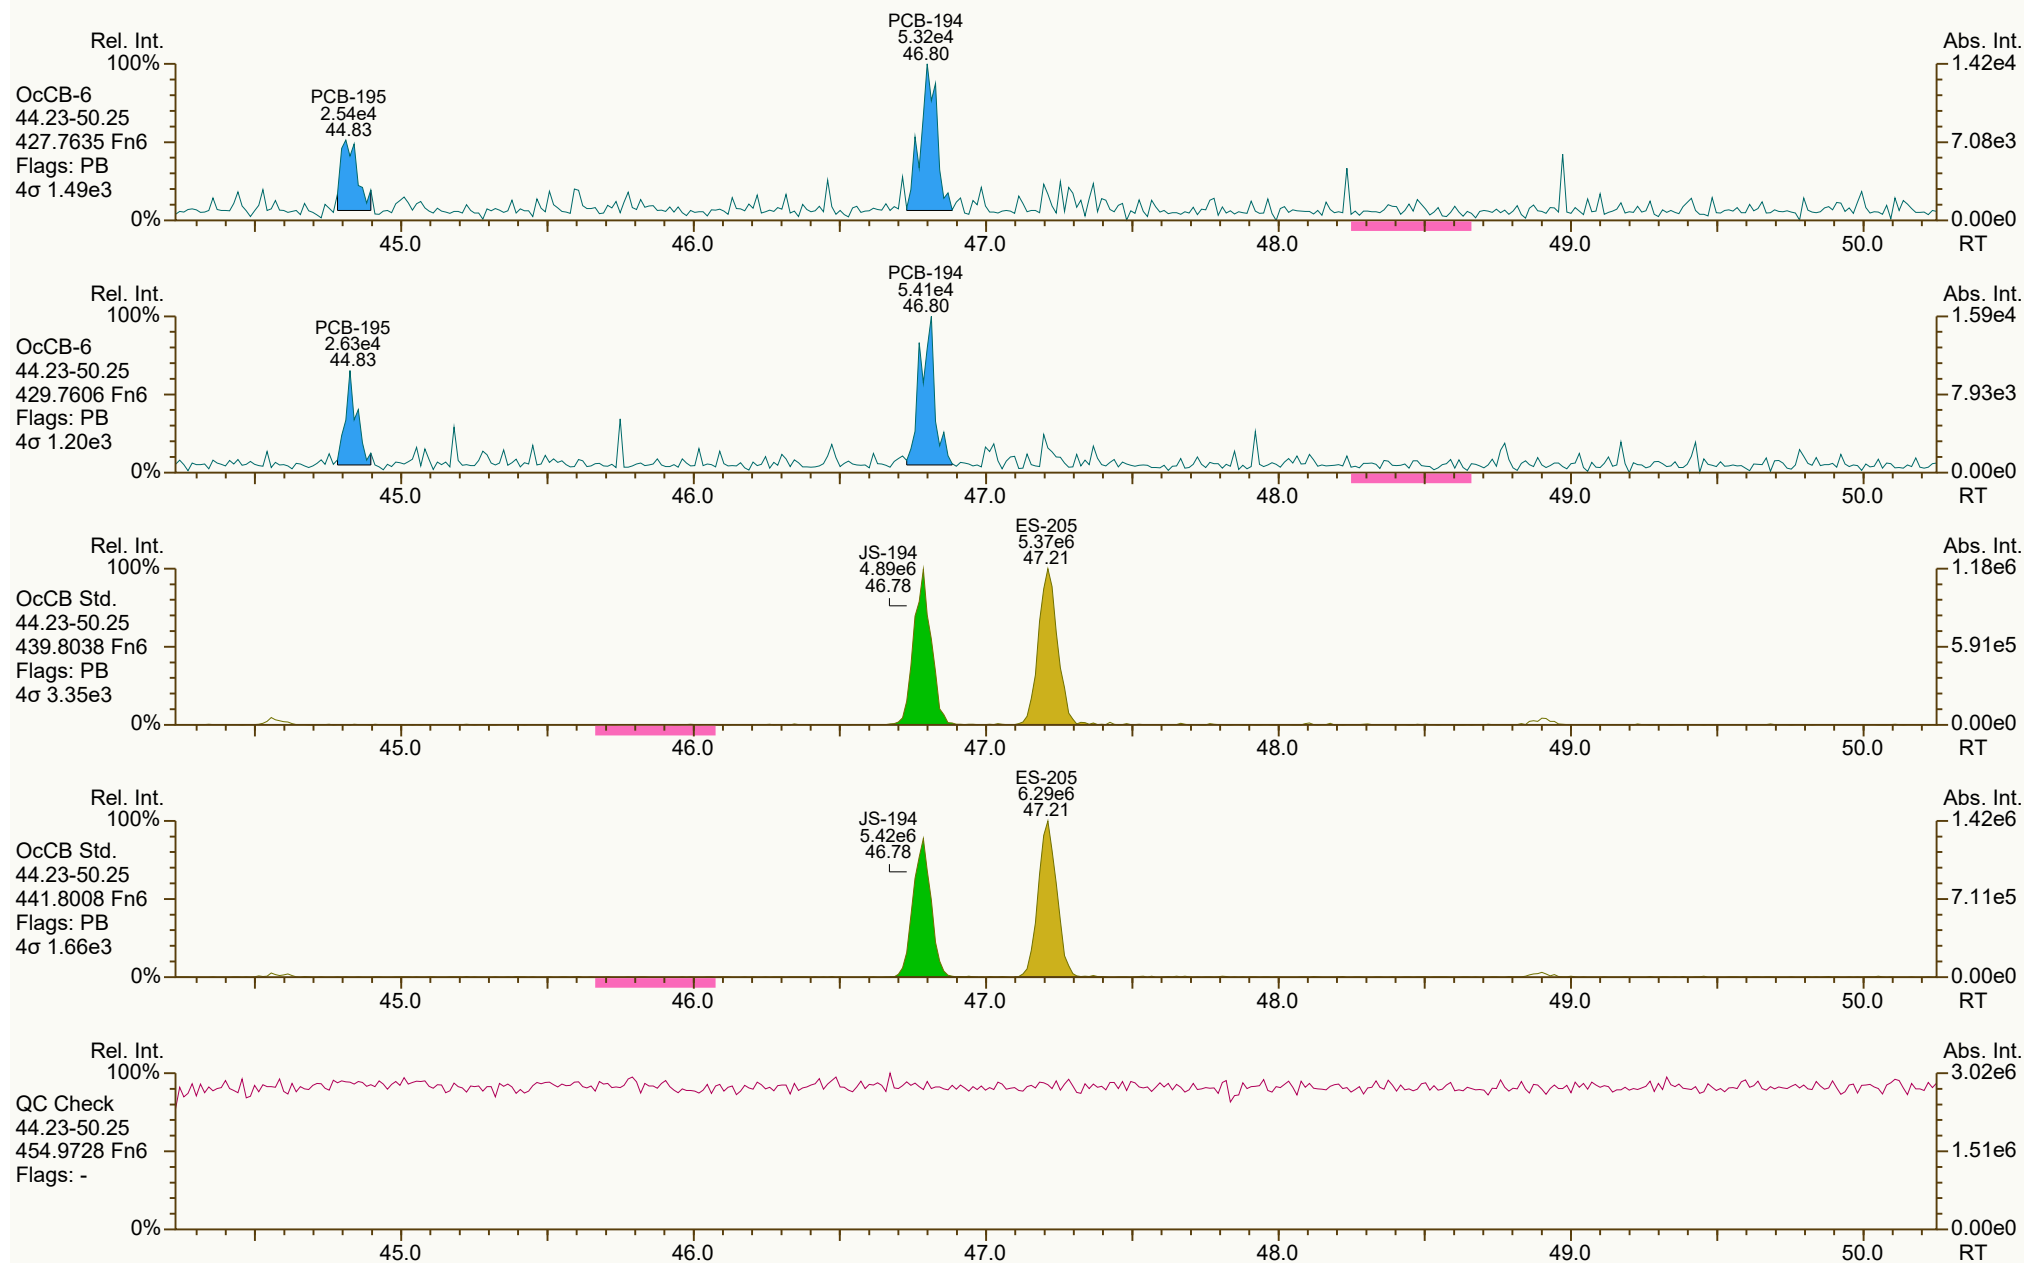 PCB-194
5.32e4
46.80
Rel. Int.
Abs. Int.
100%
1.42e4
PCB-195
2.54e4
44.83
OcCB-6
44.23-50.25
427.7635 Fn6
Flags: PB
4σ 1.49e3
7.08e3
0%
0.00e0
45.0 46.0 47.0 48.0 49.0 50.0 RT
PCB-194
5.41e4
46.80
Rel. Int.
Abs. Int.
100%
1.59e4
PCB-195
2.63e4
44.83
OcCB-6
44.23-50.25
429.7606 Fn6
Flags: PB
4σ 1.20e3
7.93e3
0%
0.00e0
45.0 46.0 47.0 48.0 49.0 50.0 RT
ES-205
5.37e6
47.21
Rel. Int.
Abs. Int.
100%
1.18e6
JS-194
4.89e6
46.78
OcCB Std.
44.23-50.25
439.8038 Fn6
Flags: PB
4σ 3.35e3
5.91e5
0%
0.00e0
45.0 46.0 47.0 48.0 49.0 50.0 RT
ES-205
6.29e6
47.21
Rel. Int.
Abs. Int.
100%
1.42e6
JS-194
5.42e6
46.78
OcCB Std.
44.23-50.25
441.8008 Fn6
Flags: PB
4σ 1.66e3
7.11e5
0%
0.00e0
45.0 46.0 47.0 48.0 49.0 50.0 RT
Rel. Int.
Abs. Int.
100%
3.02e6
QC Check
44.23-50.25
454.9728 Fn6
Flags: -
1.51e6
0%
0.00e0
45.0 46.0 47.0 48.0 49.0 50.0 RT